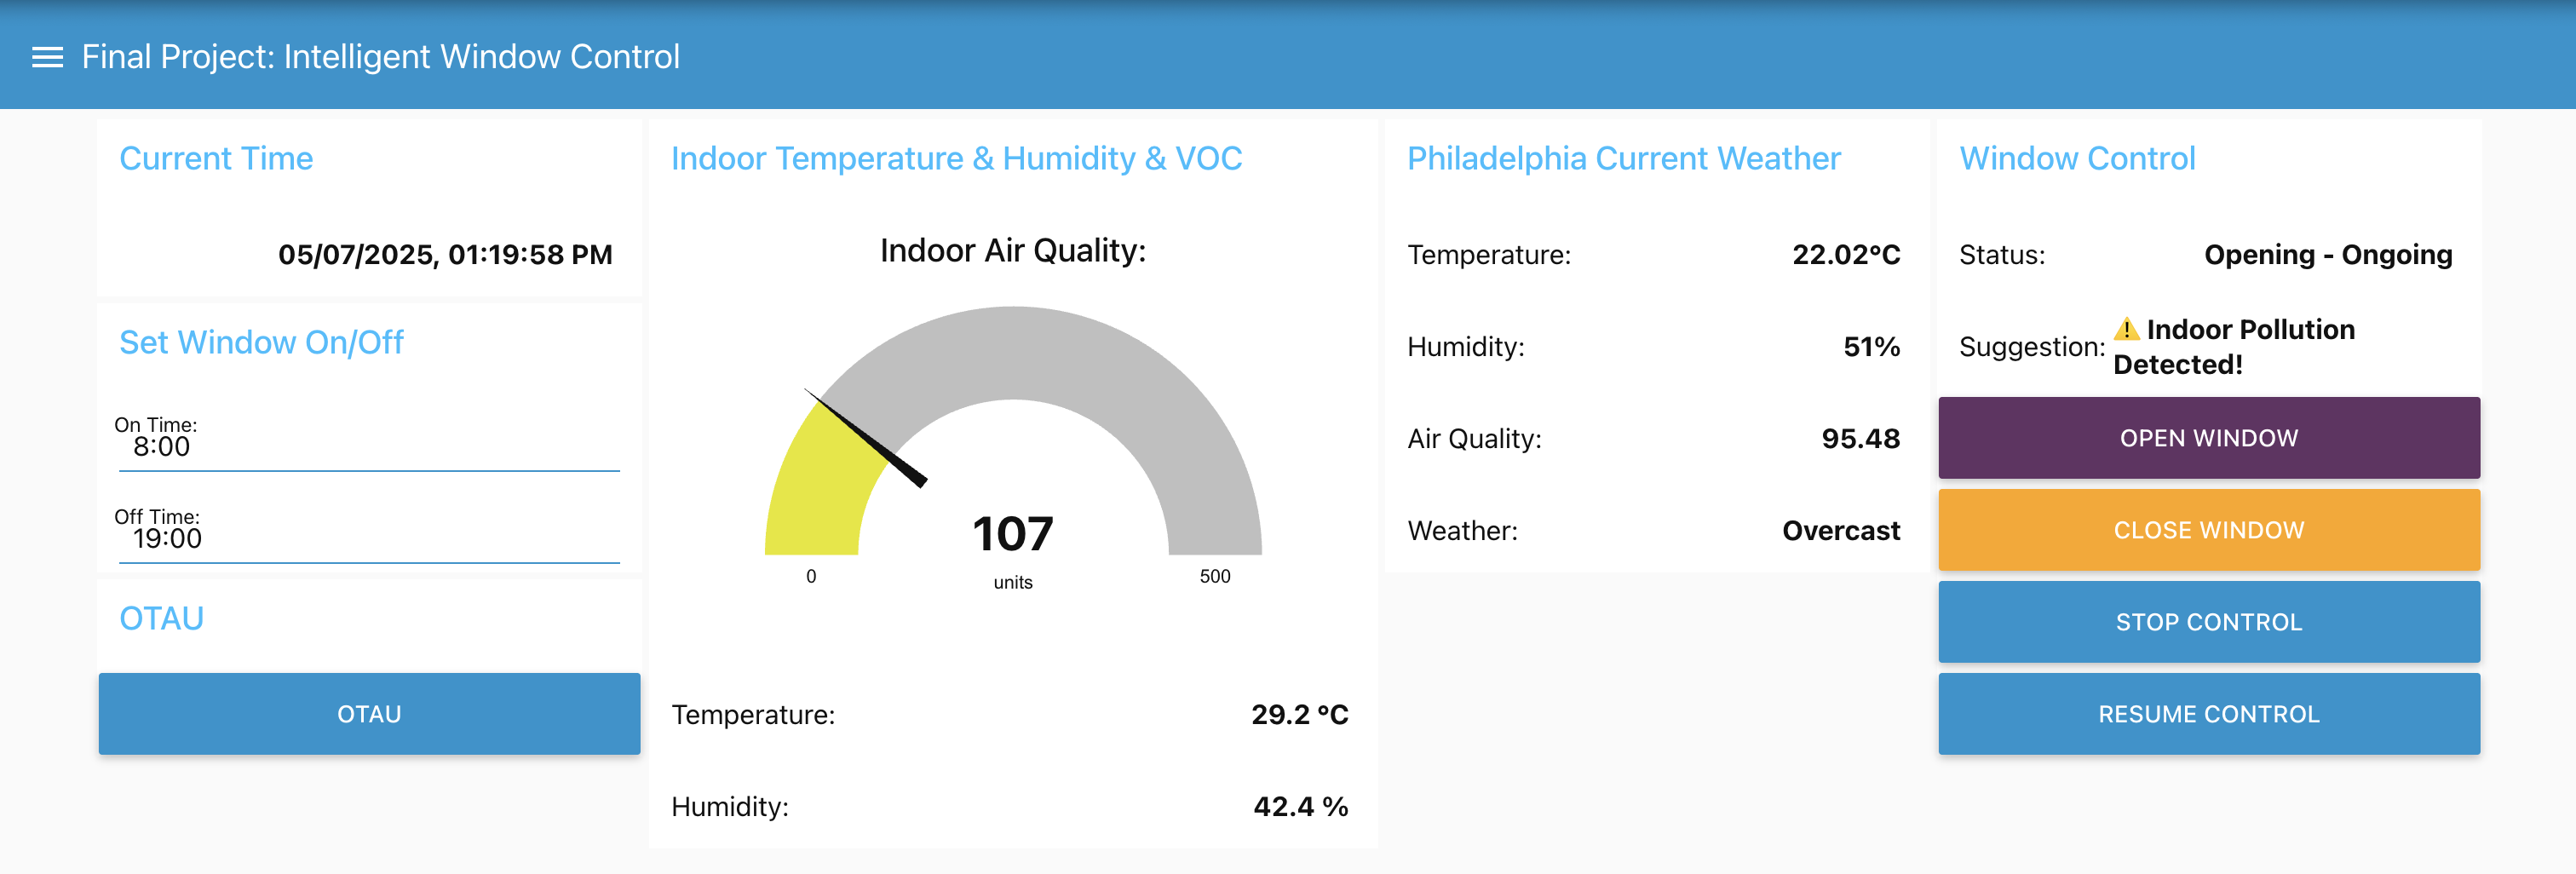 Final Project: Intelligent Window Control
Current Time
05/07/2025, 01:19:58 PM
Set Window On/Off
On Time:
8:00
Off Time:
19:00
OTAU
OTAU
Indoor Temperature & Humidity & VOC
Indoor Air Quality:
107
0
units
500
Temperature: 29.2 °C
Humidity: 42.4 %
Philadelphia Current Weather
Temperature: 22.02°C
Humidity: 51%
Air Quality: 95.48
Weather: Overcast
Window Control
Status: Opening - Ongoing
Suggestion: ⚠️ Indoor Pollution
Detected!
OPEN WINDOW
CLOSE WINDOW
STOP CONTROL
RESUME CONTROL